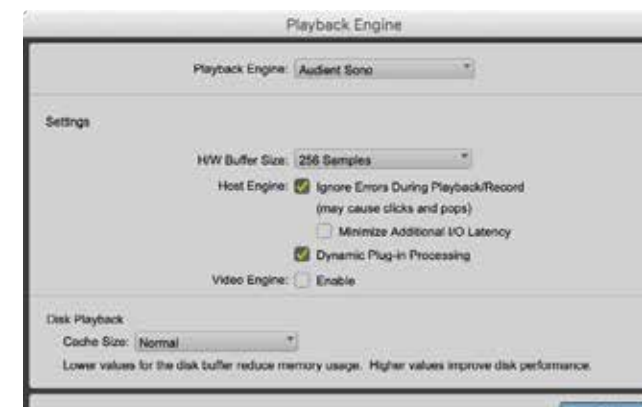 Playback Engine
Playback Engine: Audient Sono
Settings
H/W Buffer Size: 256 Samples
Host Engine: Ignore Errors During Playback/Record
(may cause clicks and pops)
Minimize Additional I/O Latency
Dynamic Plug-in Processing
Video Engine: Enable
Disk Playback
Cache Size: Normal
Lower values for the disk buffer reduce memory usage. Higher values improve disk performance.